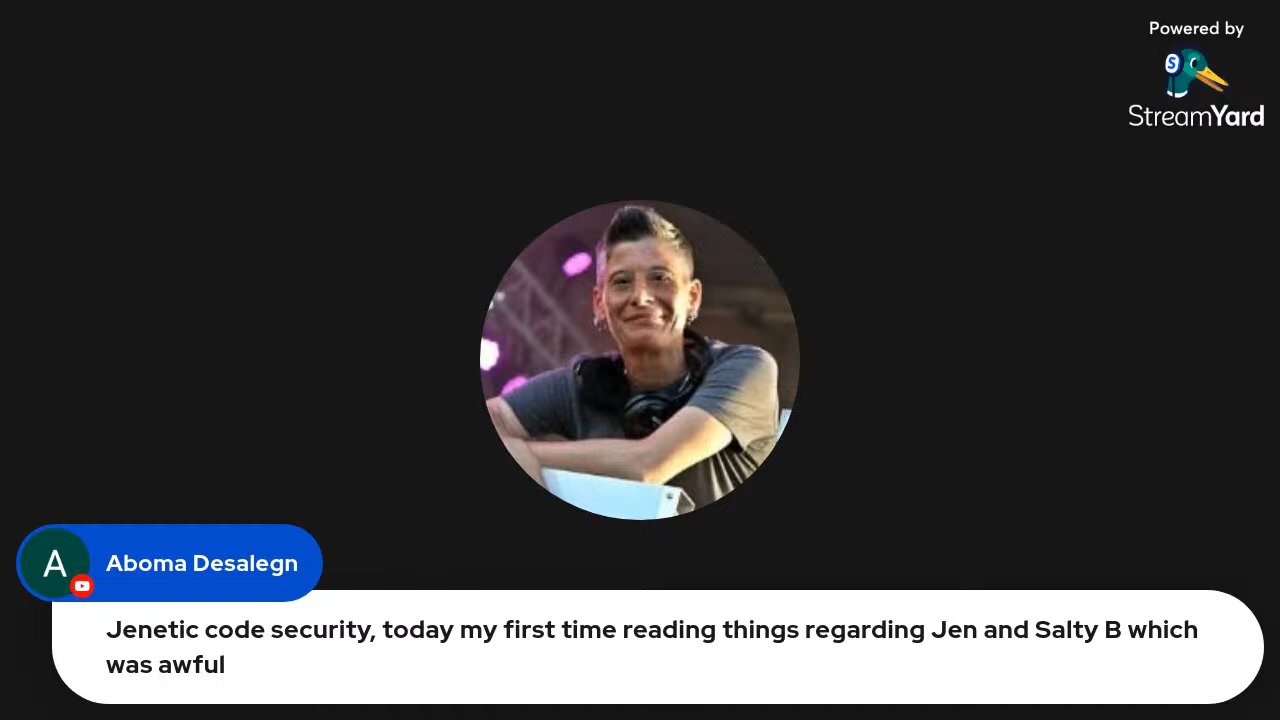 Powered by
S
StreamYard
A
Aboma Desalegn
Jenetic code security, today my first time reading things regarding Jen and Salty B which
was awful